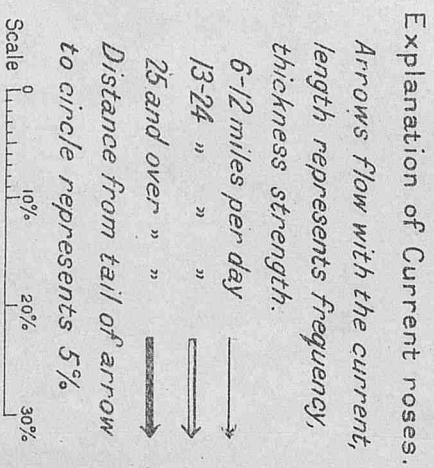 Explanation of Current roses.
Arrows flow with the current,
length represents frequency,
thickness strength.
6-12 miles per day
13-24 " " "
25 and over " "
Distance from tail of arrow
to circle represents 5%
Scale 0 10% 20% 30%